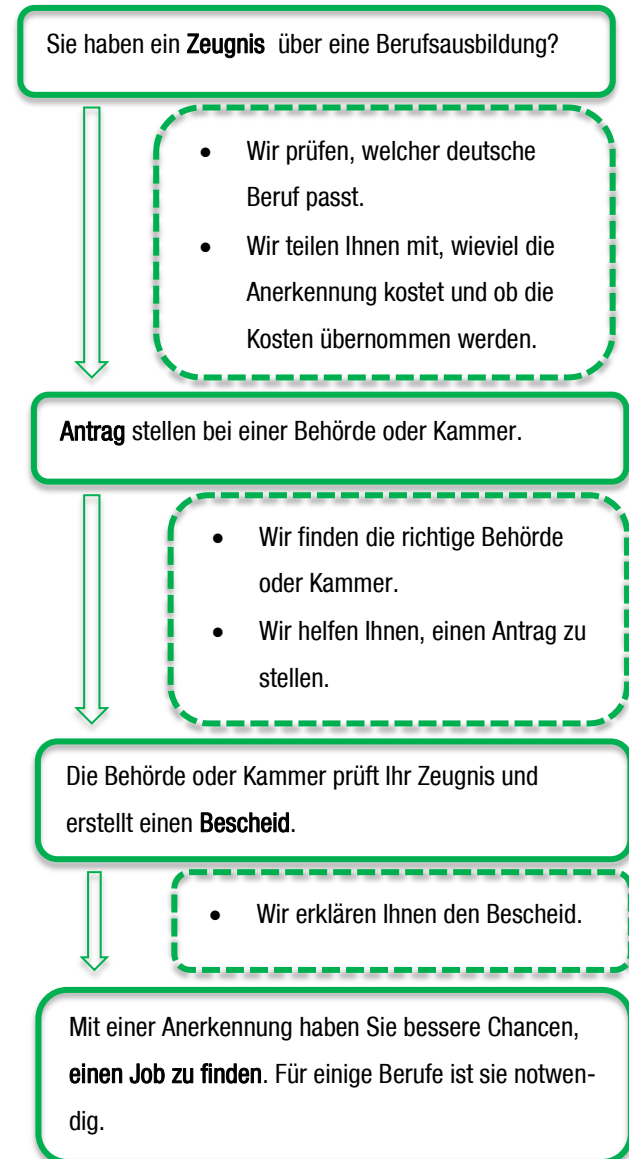 Sie haben ein Zeugnis über eine Berufsausbildung?
• Wir prüfen, welcher deutsche
Beruf passt.
• Wir teilen Ihnen mit, wieviel die
Anerkennung kostet und ob die
Kosten übernommen werden.
Antrag stellen bei einer Behörde oder Kammer.
• Wir finden die richtige Behörde
oder Kammer.
• Wir helfen Ihnen, einen Antrag zu
stellen.
Die Behörde oder Kammer prüft Ihr Zeugnis und
erstellt einen Bescheid.
• Wir erklären Ihnen den Bescheid.
Mit einer Anerkennung haben Sie bessere Chancen,
einen Job zu finden. Für einige Berufe ist sie notwen-
dig.